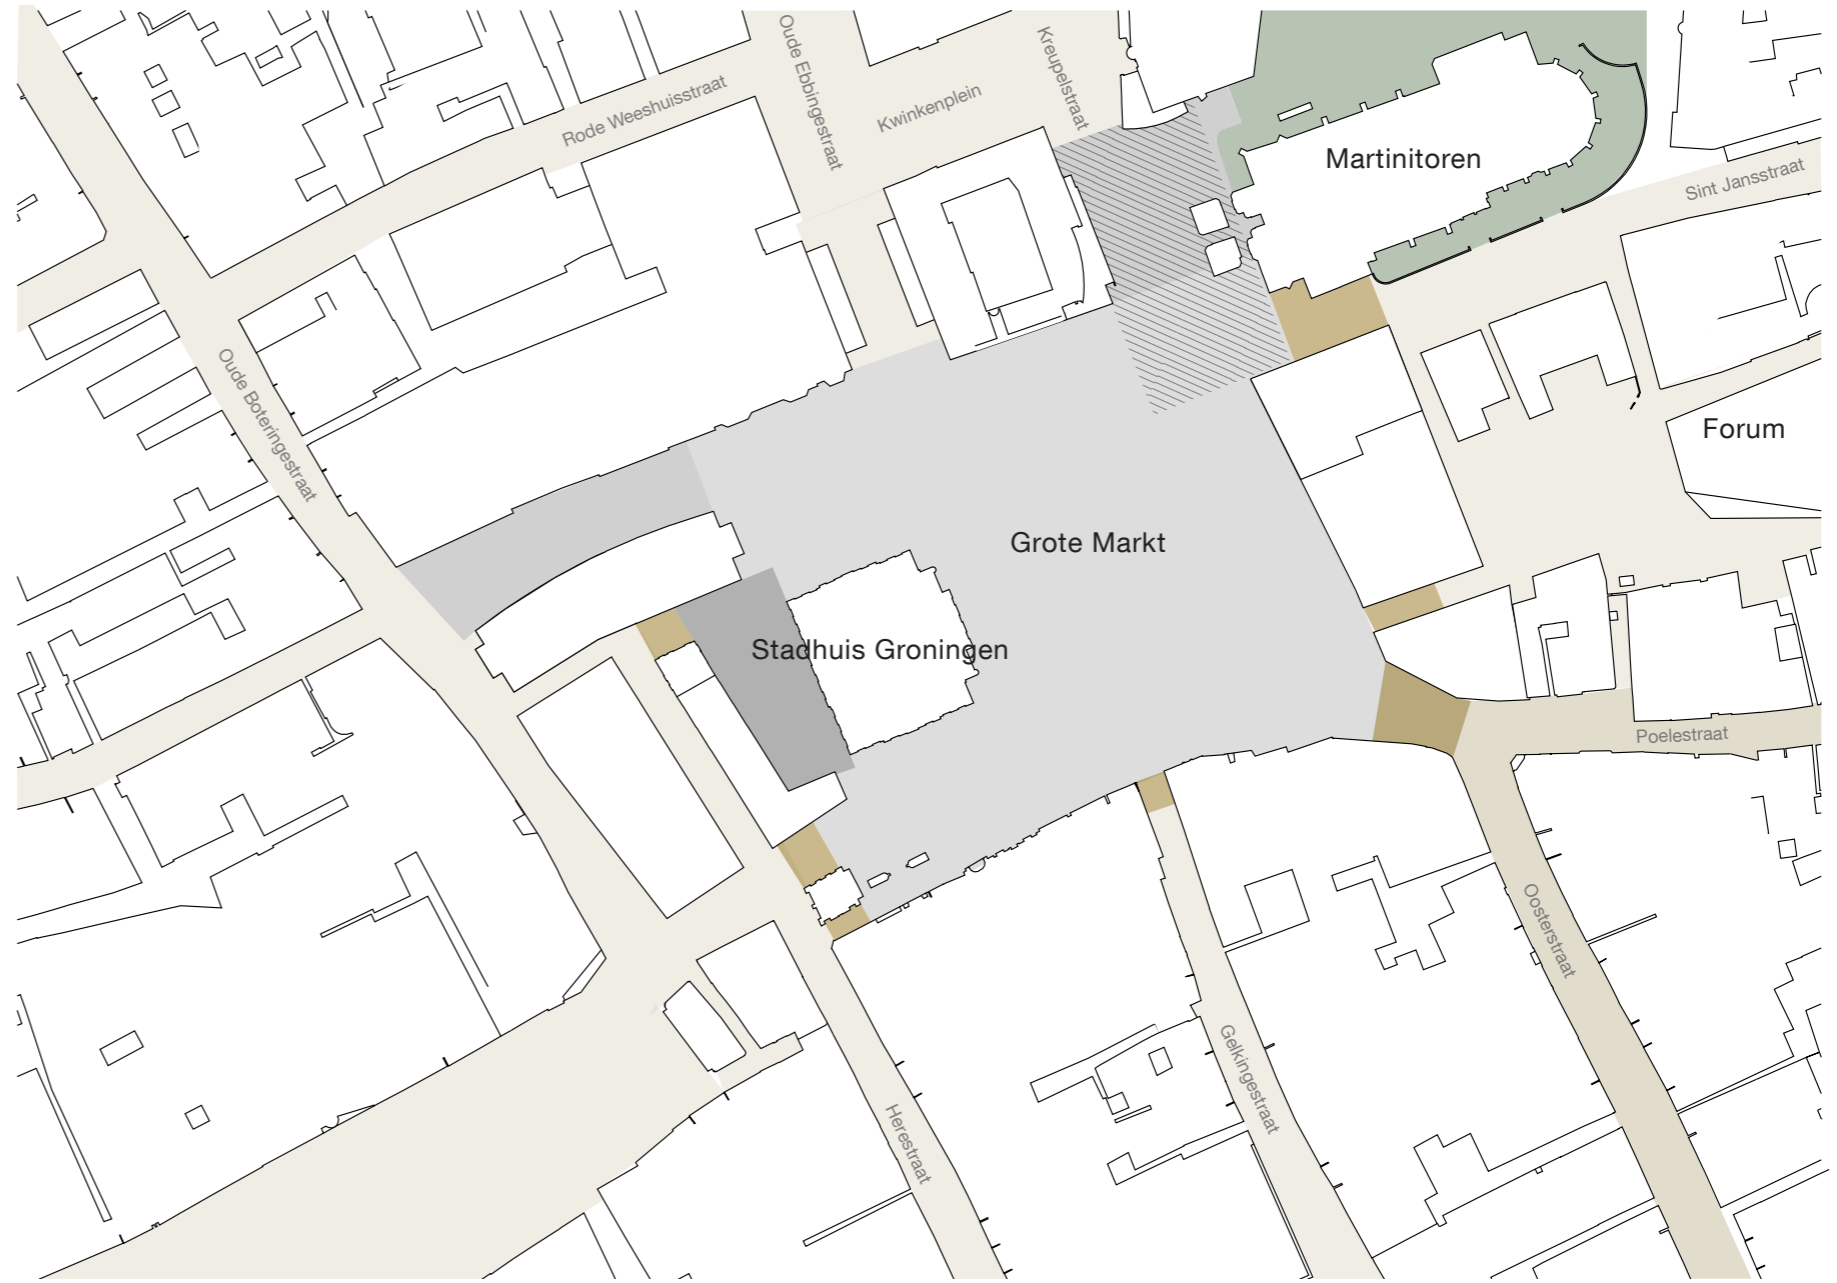 Oude Ebbingestraat
Kreupelstraat
Rode Weeshuisstraat
Kwinkenplein
Martinitoren
Sint Jansstraat
Oude Boteringestraat
Forum
Grote Markt
Stadhuis Groningen
Poelestraat
Oosterstraat
Gelkingestraat
Herestraat